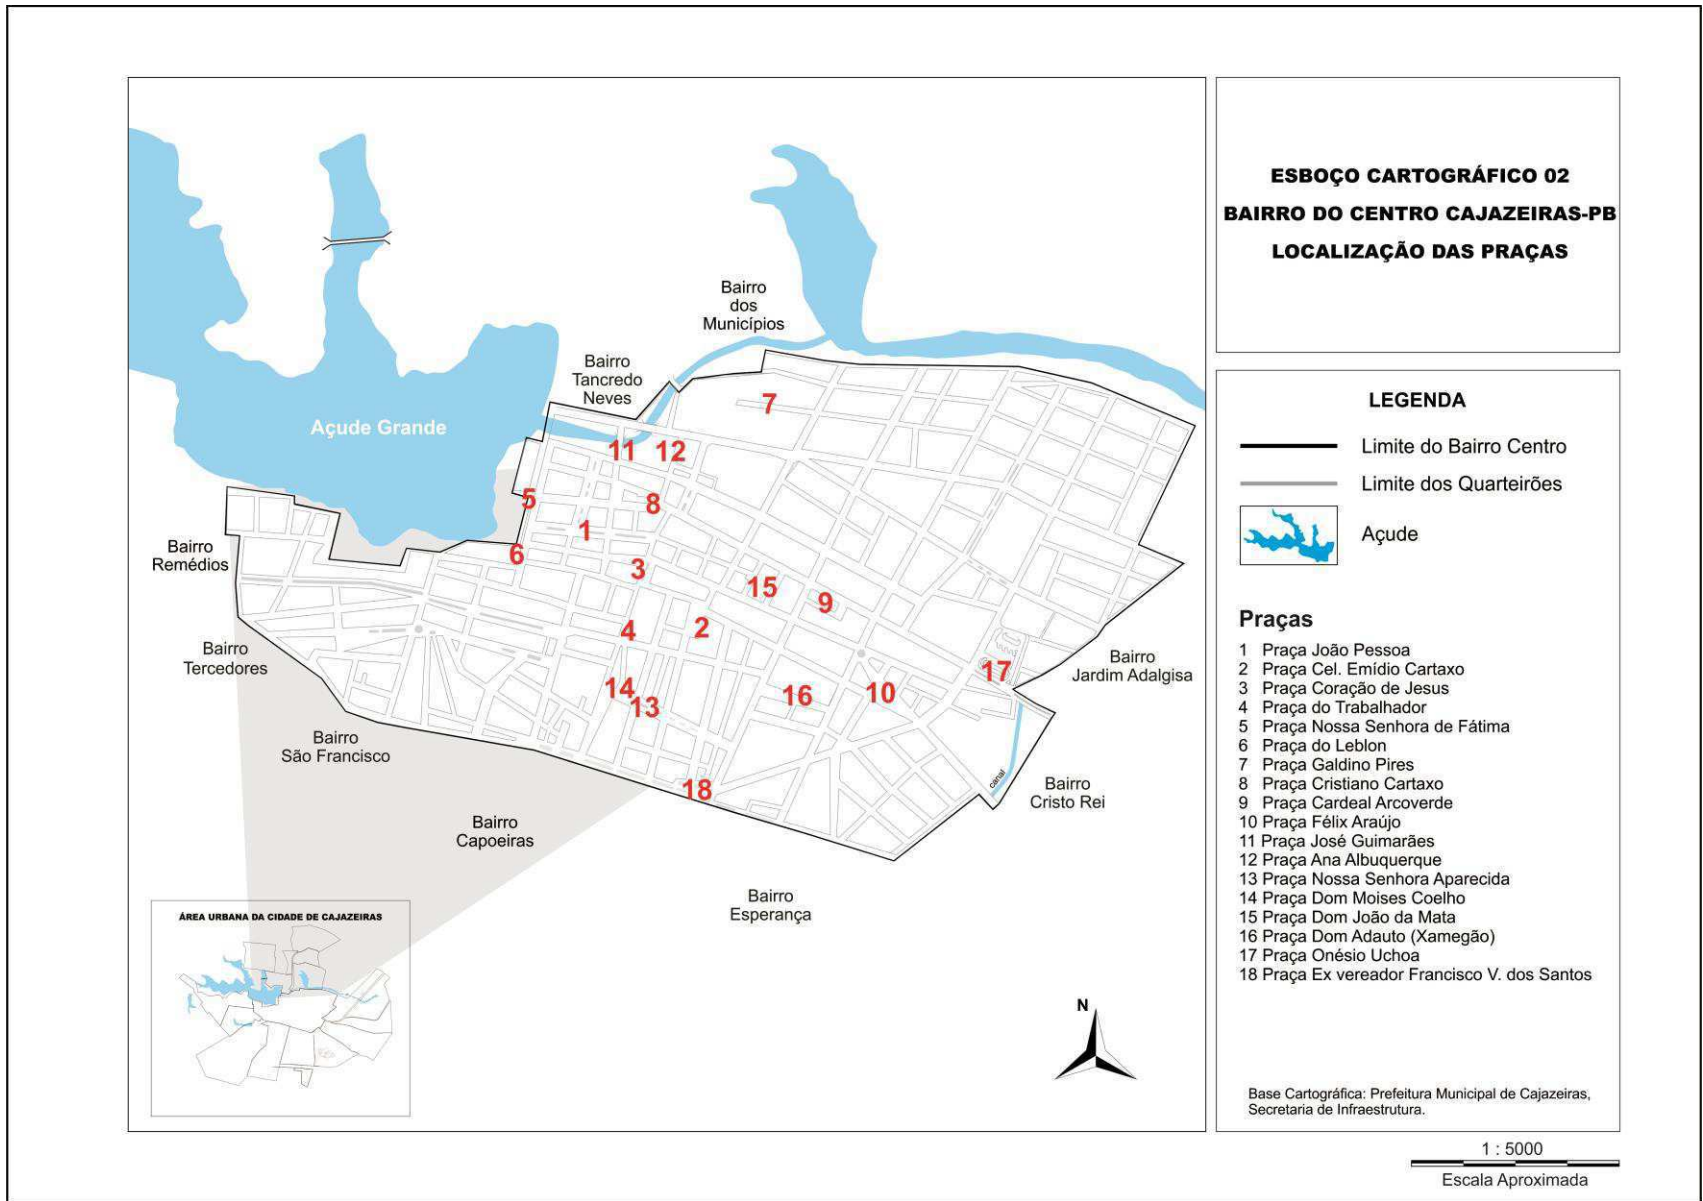 ESBOÇO CARTOGRÁFICO 02
BAIRRO DO CENTRO CAJAZEIRAS-PB
LOCALIZAÇÃO DAS PRAÇAS
Bairro
dos
Municípios
Bairro
Tancredo
Neves
Açude Grande
7
11
12
5
8
1
6
3
15
9
4
2
14
13
16
10
17
18
Bairro
Remédios
Bairro
Tercedores
Bairro
São Francisco
Bairro
Capoeiras
Bairro
Esperança
Bairro
Jardim Adalgisa
Bairro
Cristo Rei
canal
ÁREA URBANA DA CIDADE DE CAJAZEIRAS
N
LEGENDA
Limite do Bairro Centro
Limite dos Quarteirões
Açude
Praças
1 Praça João Pessoa
2 Praça Cel. Emídio Cartaxo
3 Praça Coração de Jesus
4 Praça do Trabalhador
5 Praça Nossa Senhora de Fátima
6 Praça do Leblon
7 Praça Galdino Pires
8 Praça Cristiano Cartaxo
9 Praça Cardeal Arcoverde
10 Praça Félix Araújo
11 Praça José Guimarães
12 Praça Ana Albuquerque
13 Praça Nossa Senhora Aparecida
14 Praça Dom Moises Coelho
15 Praça Dom João da Mata
16 Praça Dom Adauto (Xamegão)
17 Praça Onésio Uchoa
18 Praça Ex vereador Francisco V. dos Santos
Base Cartográfica: Prefeitura Municipal de Cajazeiras,
Secretaria de Infraestrutura.
1 : 5000
Escala Aproximada